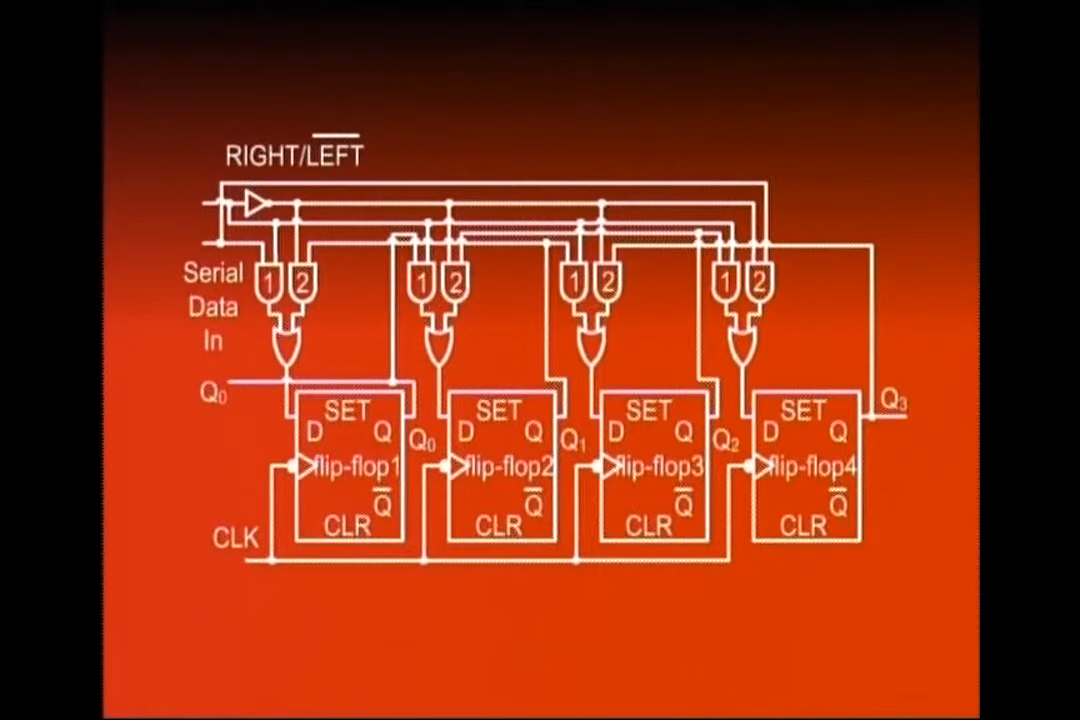 RIGHT/L̅E̅F̅T̅
Serial
Data
In
1 2 1 2 1 2 1 2
Q₀
SET SET SET SET
D Q Q₀ D Q Q₁ D Q Q₂ D Q Q₃
flip-flop1 flip-flop2 flip-flop3 flip-flop4
Q̅ Q̅ Q̅ Q̅
CLR CLR CLR CLR
CLK